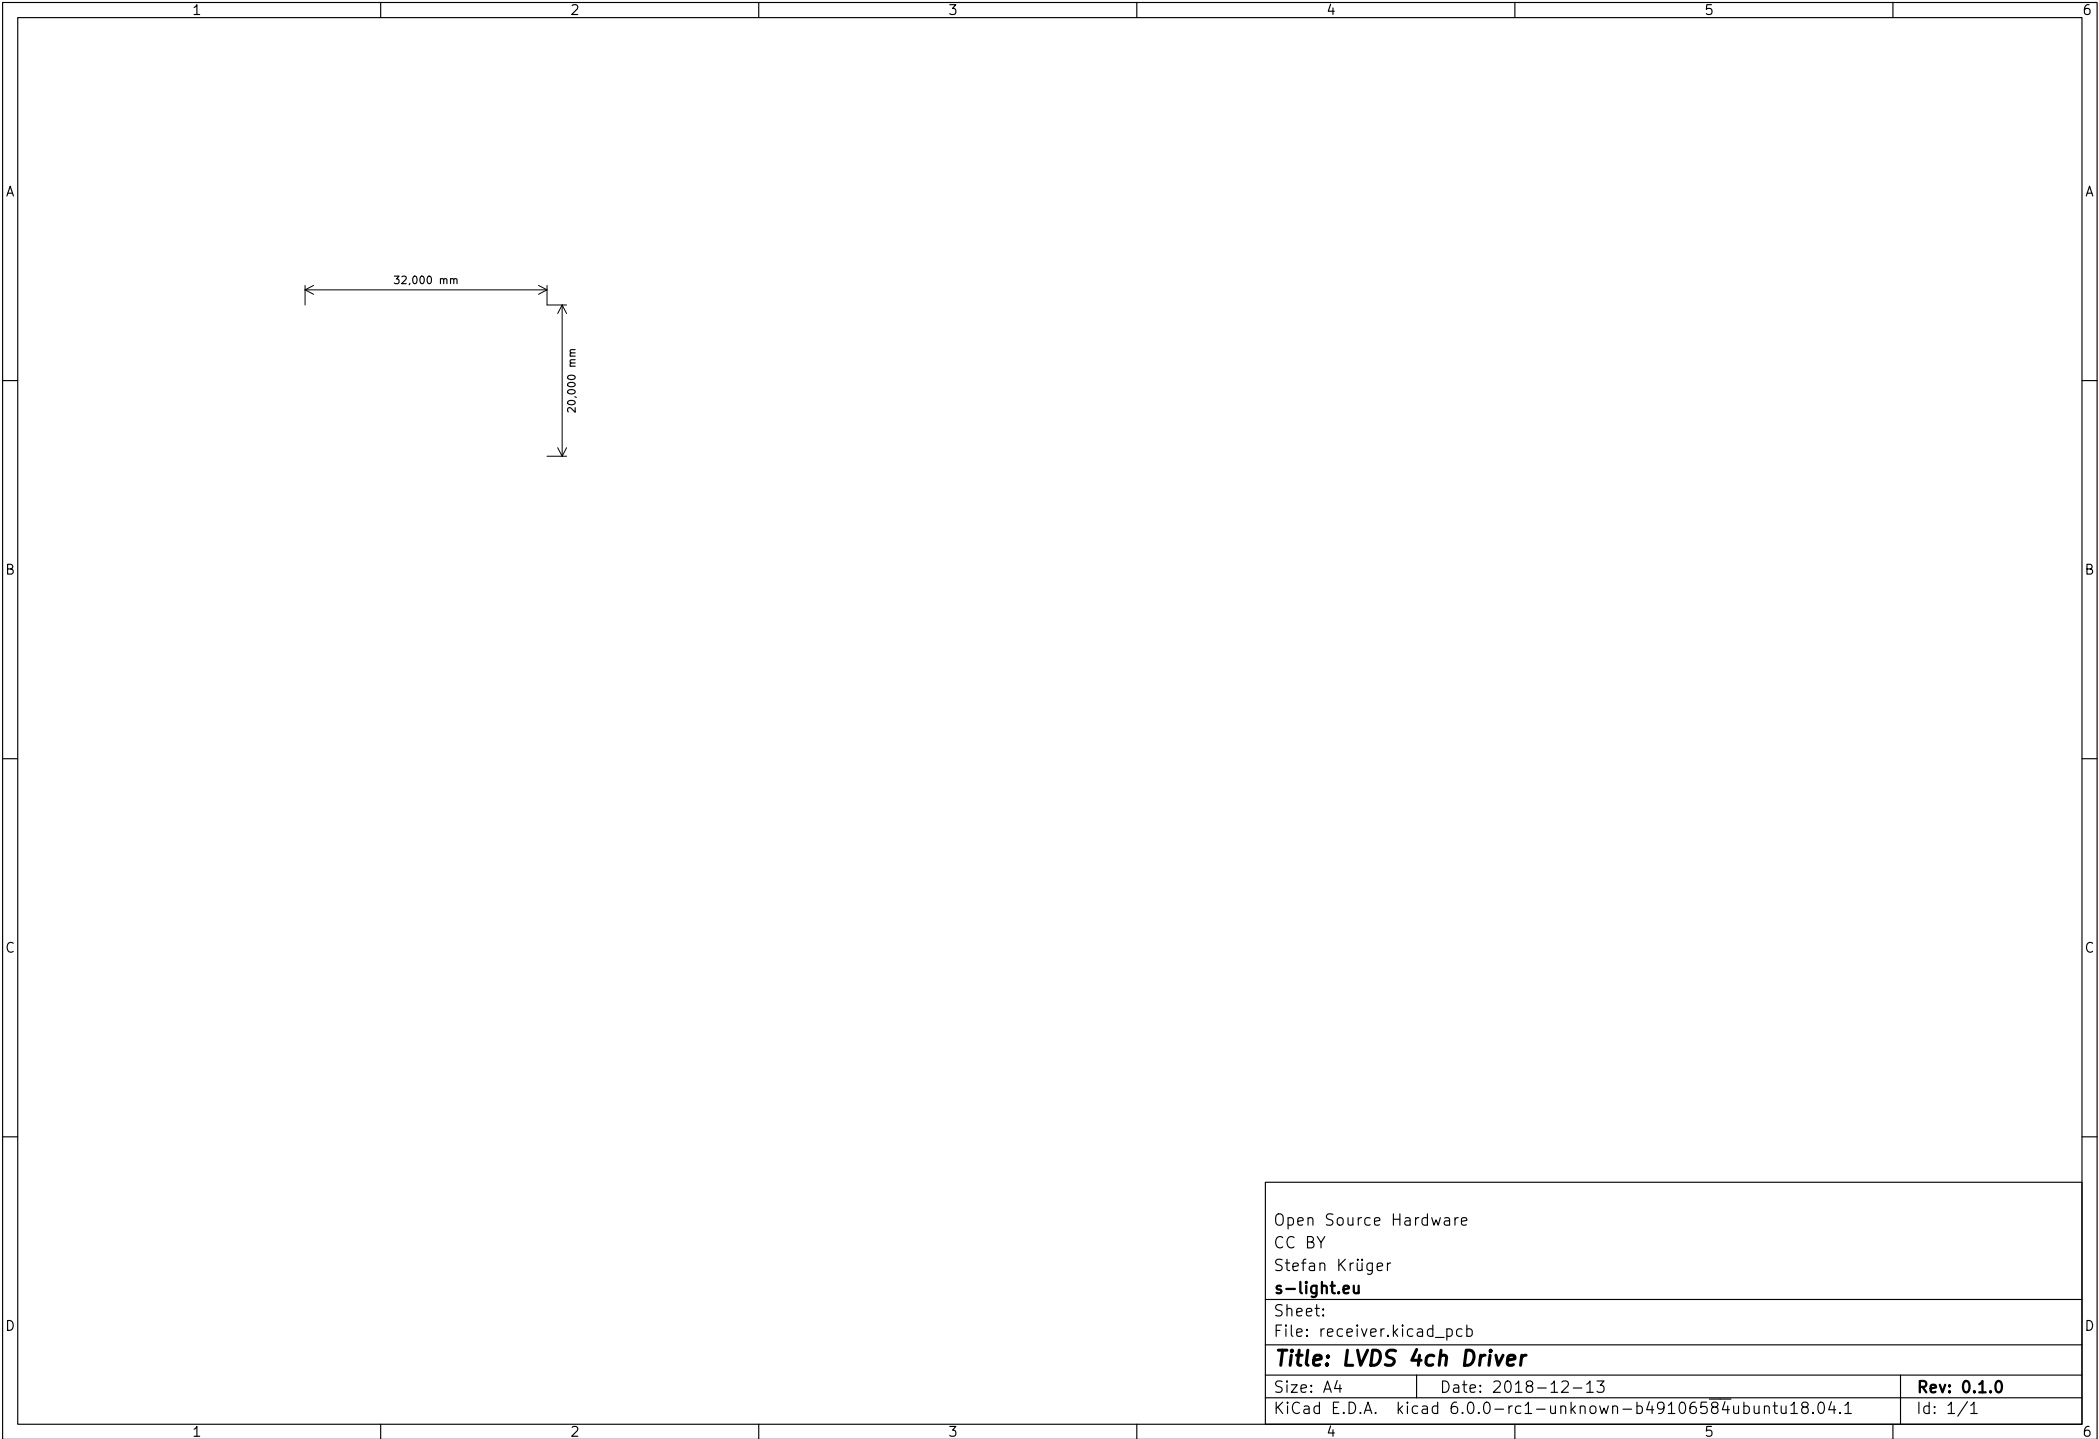 1 2 3 4 5 6
A A
32,000 mm
20,000 mm
B B
C C
Open Source Hardware
CC BY
Stefan Krüger
s-light.eu
Sheet:
File: receiver.kicad_pcb
D D
Title: LVDS 4ch Driver
Size: A4 Date: 2018-12-13 Rev: 0.1.0
KiCad E.D.A. kicad 6.0.0-rc1-unknown-b49106584ubuntu18.04.1 Id: 1/1
1 2 3 4 5 6